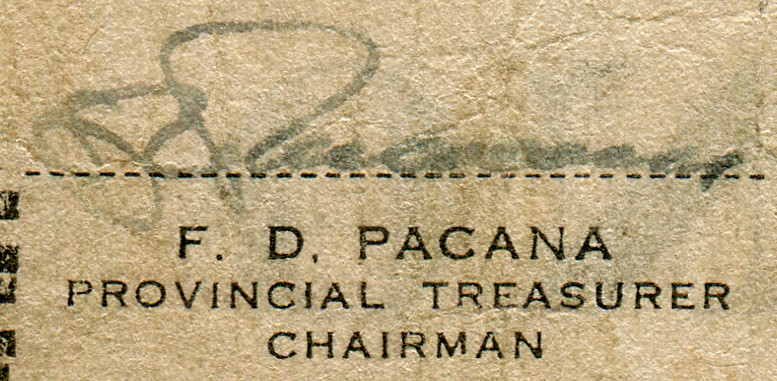 F. D. PACANA
PROVINCIAL TREASURER
CHAIRMAN